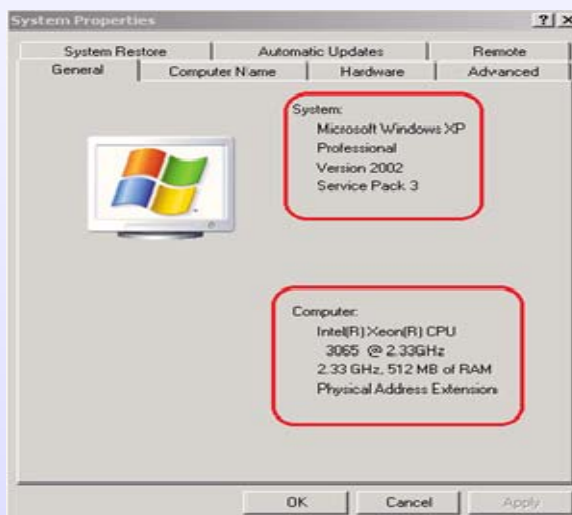 System Properties
? X
System Restore
Automatic Updates
Remote
General
Computer Name
Hardware
Advanced
System:
Microsoft Windows XP
Professional
Version 2002
Service Pack 3
Computer:
Intel(R) Xeon(R) CPU
3065 @ 2.33GHz
2.33 GHz, 512 MB of RAM
Physical Address Extension
OK
Cancel
Apply